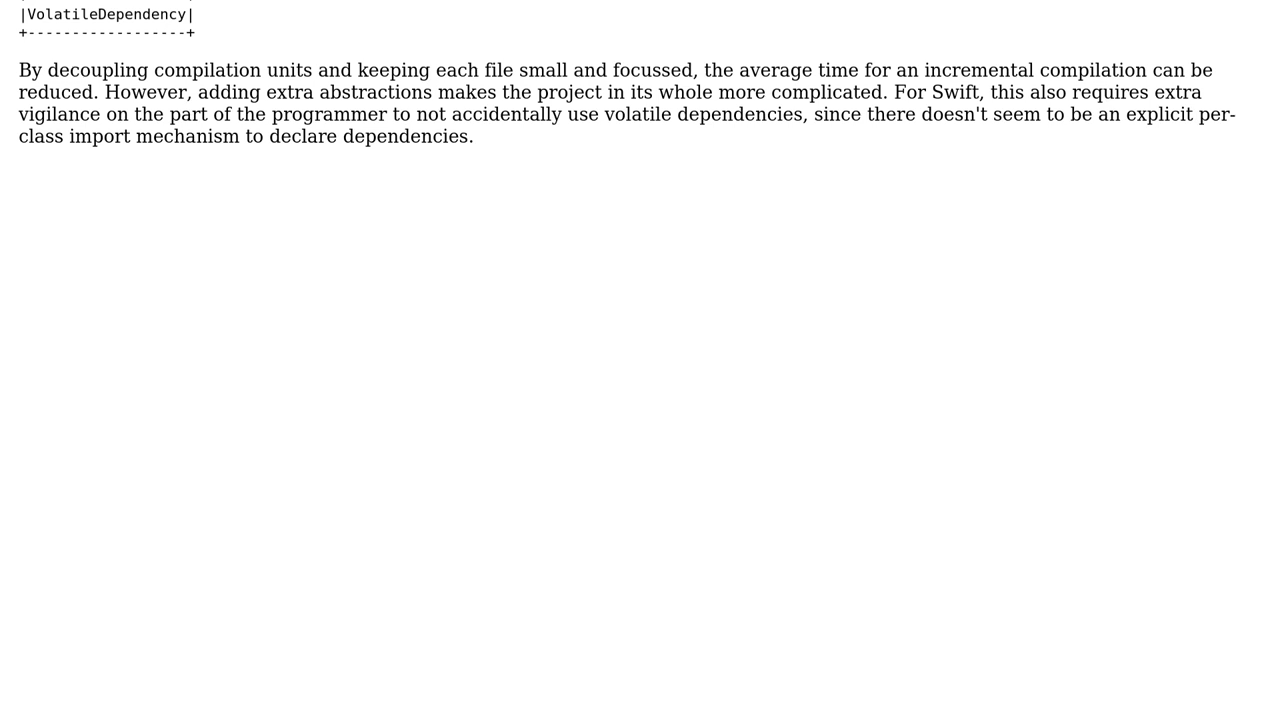 |VolatileDependency|
+------------------+
By decoupling compilation units and keeping each file small and focussed, the average time for an incremental compilation can be
reduced. However, adding extra abstractions makes the project in its whole more complicated. For Swift, this also requires extra
vigilance on the part of the programmer to not accidentally use volatile dependencies, since there doesn't seem to be an explicit per-
class import mechanism to declare dependencies.